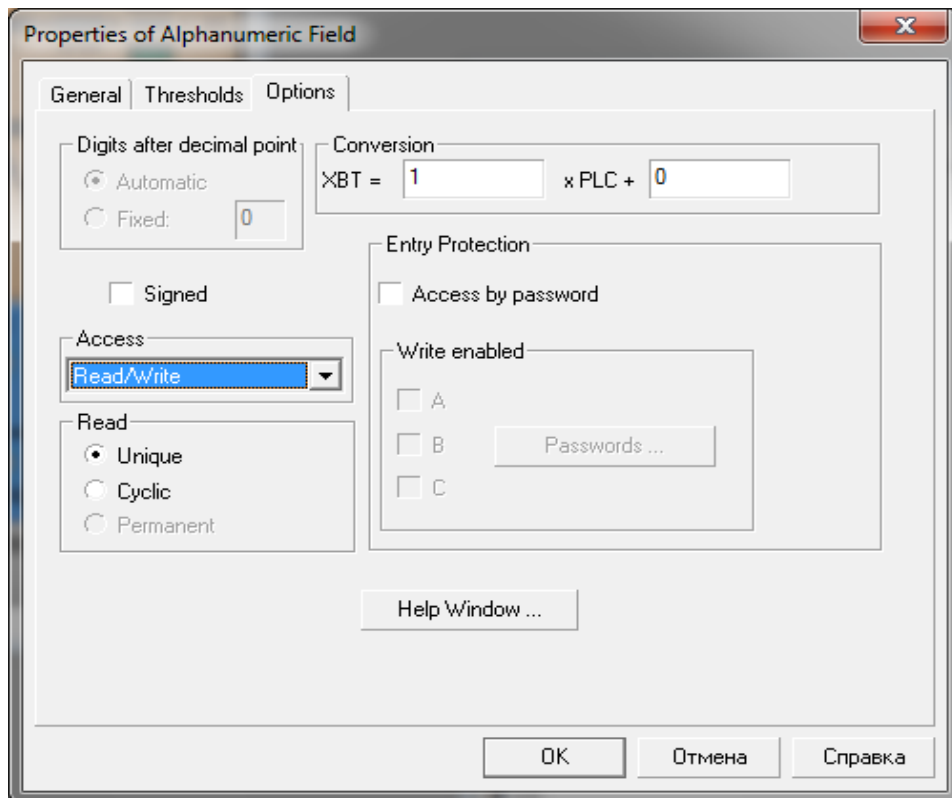 Properties of Alphanumeric Field
General Thresholds Options
Digits after decimal point
Automatic
Fixed: 0
Conversion
XBT = 1 x PLC + 0
Signed
Entry Protection
Access by password
Access
Read/Write
Write enabled
A
B
C
Passwords ...
Read
Unique
Cyclic
Permanent
Help Window ...
OK Отмена Справка